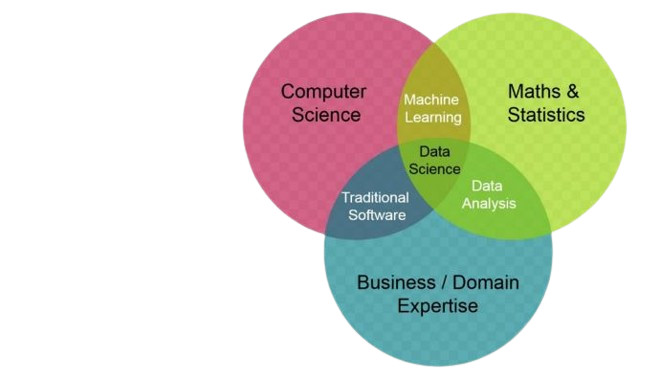 Computer
Science
Maths &
Statistics
Machine
Learning
Data
Science
Traditional
Software
Data
Analysis
Business / Domain
Expertise